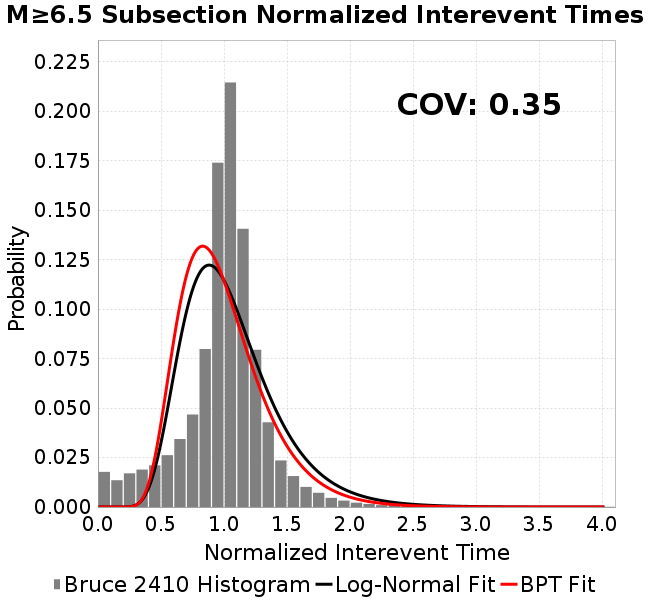 M≥6.5 Subsection Normalized Interevent Times
COV: 0.35
Probability
0.225
0.200
0.175
0.150
0.125
0.100
0.075
0.050
0.025
0.000
0.0 0.5 1.0 1.5 2.0 2.5 3.0 3.5 4.0
Normalized Interevent Time
Bruce 2410 Histogram Log-Normal Fit BPT Fit